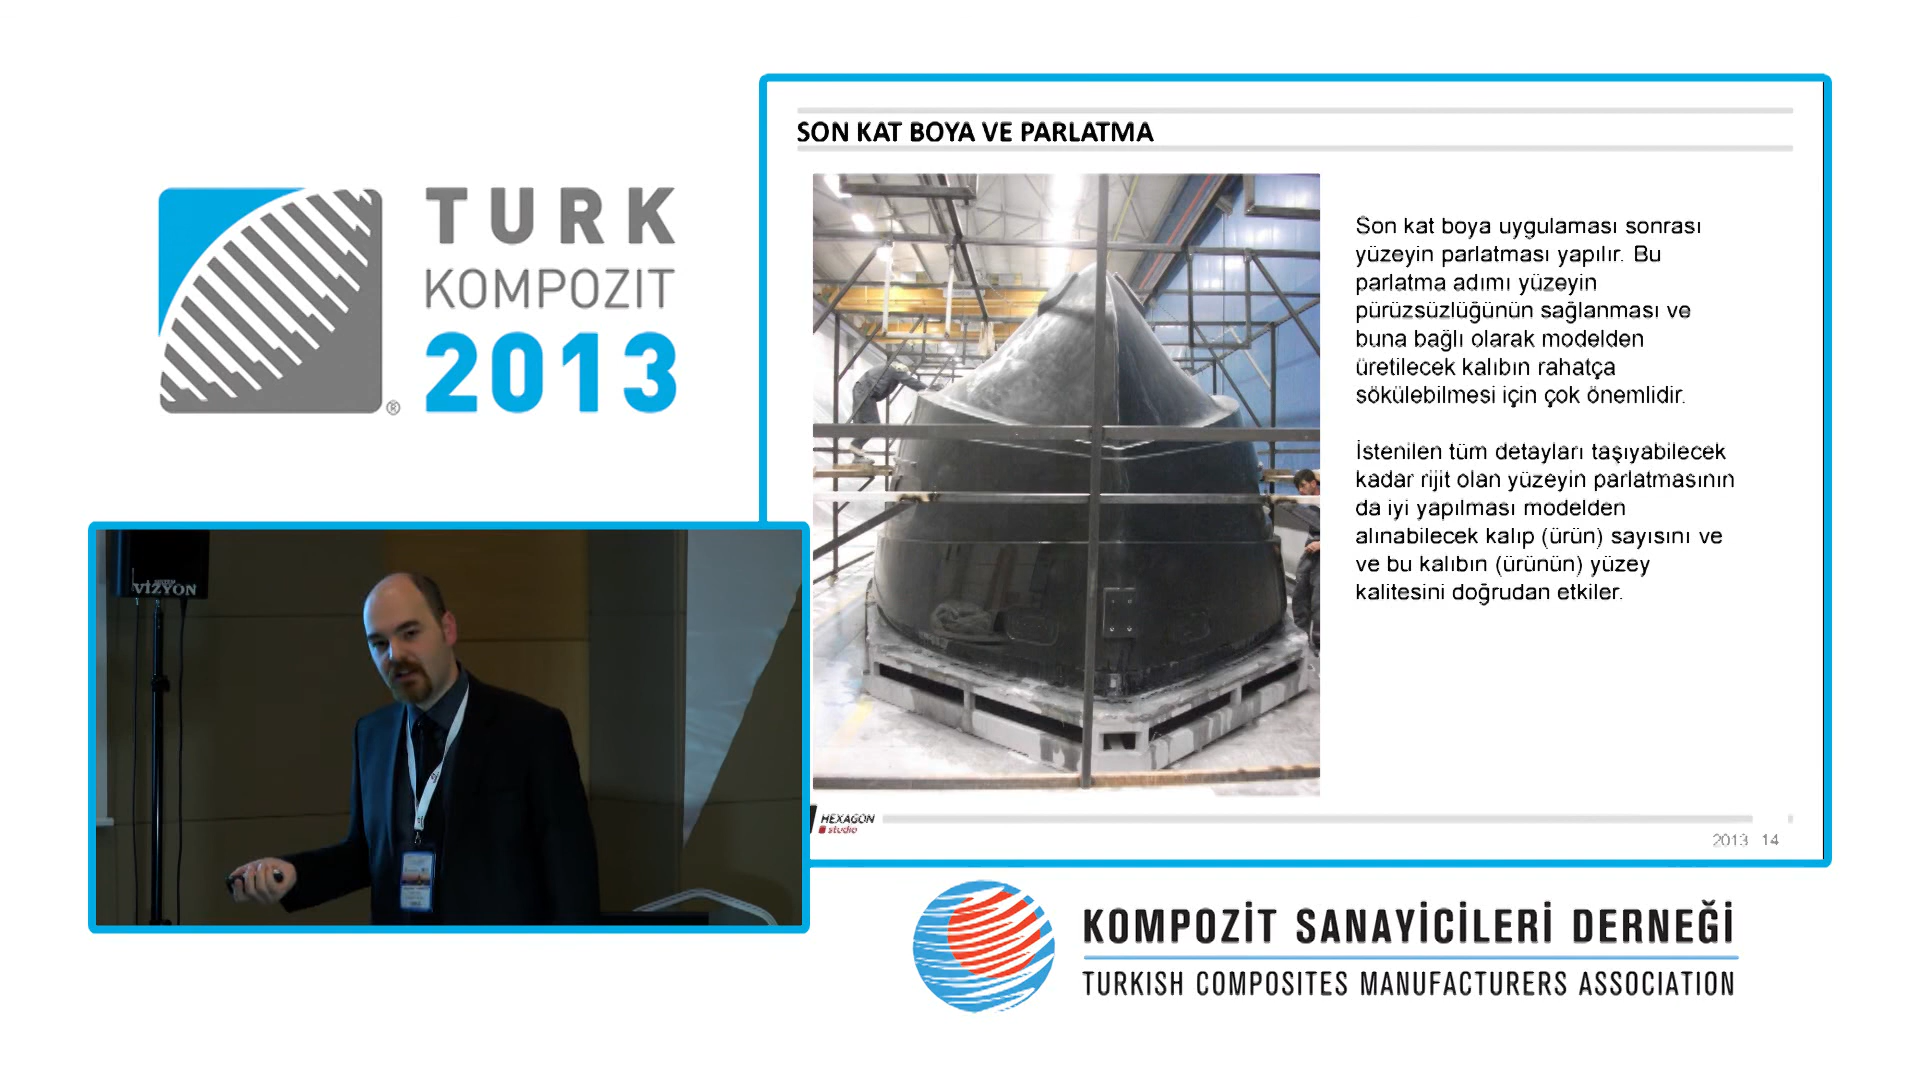 TURK
KOMPOZIT
2013
®
SON KAT BOYA VE PARLATMA
Son kat boya uygulaması sonrası
yüzeyin parlatması yapılır. Bu
parlatma adımı yüzeyin
pürüzsüzlüğünün sağlanması ve
buna bağlı olarak modelden
üretilecek kalıbın rahatça
sökülebilmesi için çok önemlidir.
İstenilen tüm detayları taşıyabilecek
kadar rijit olan yüzeyin parlatmasının
da iyi yapılması modelden
alınabilecek kalıp (ürün) sayısını ve
ve bu kalıbın (ürünün) yüzey
kalitesini doğrudan etkiler.
HEXAGON
studio
2013 14
VİZYON
KOMPOZİT SANAYİCİLERİ DERNEĞİ
TURKISH COMPOSITES MANUFACTURERS ASSOCIATION